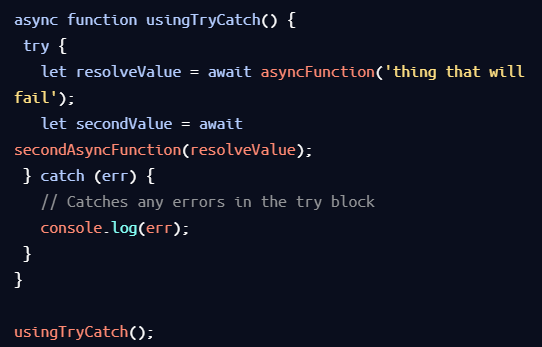 async function usingTryCatch() {
 try {
   let resolveValue = await asyncFunction('thing that will
fail');
   let secondValue = await
secondAsyncFunction(resolveValue);
 } catch (err) {
   // Catches any errors in the try block
   console.log(err);
 }
}

usingTryCatch();